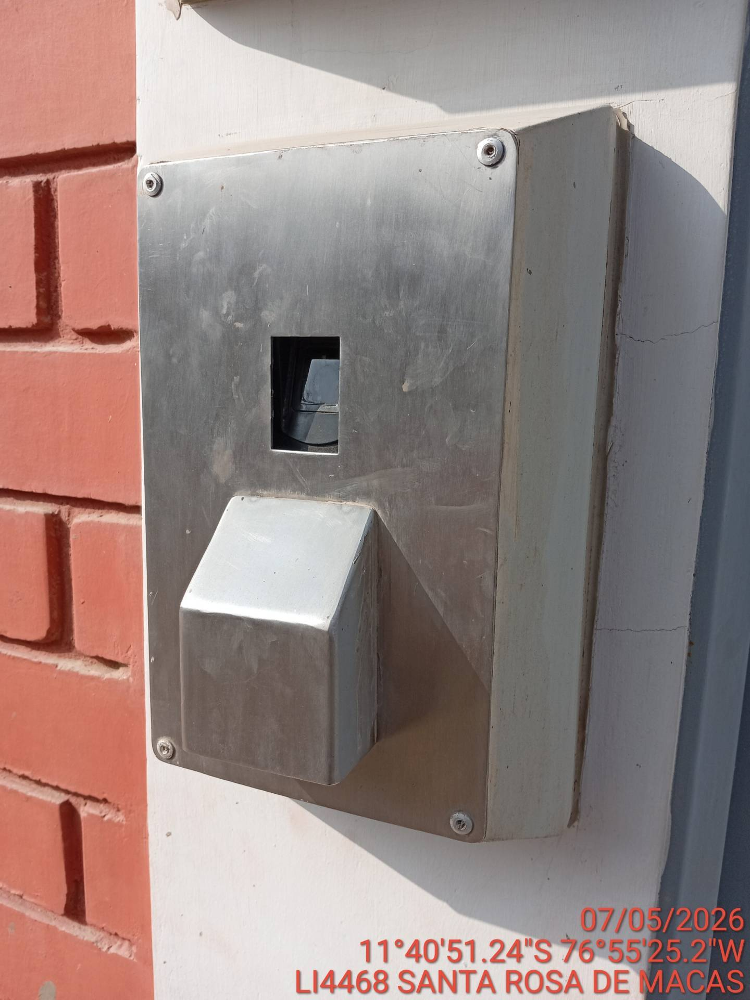 07/05/2026
11°40'51.24"S 76°55'25.2"W
LI4468 SANTA ROSA DE MACAS